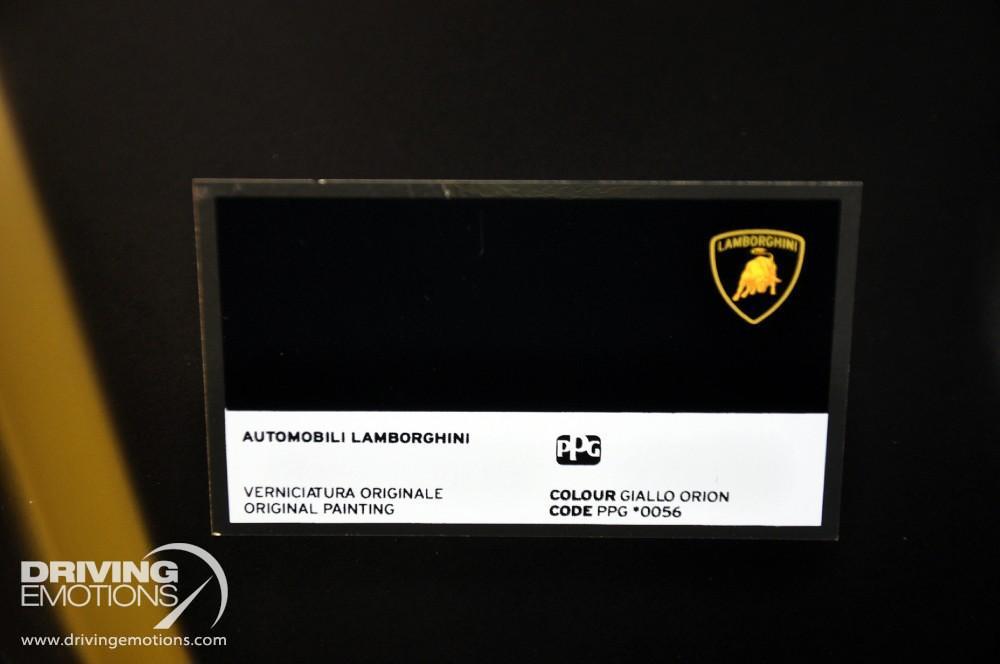 LAMBORGHINI
AUTOMOBILI LAMBORGHINI
PPG
VERNICIATURA ORIGINALE
ORIGINAL PAINTING
COLOUR GIALLO ORION
CODE PPG *0056
DRIVING
EMOTIONS
www.drivingemotions.com